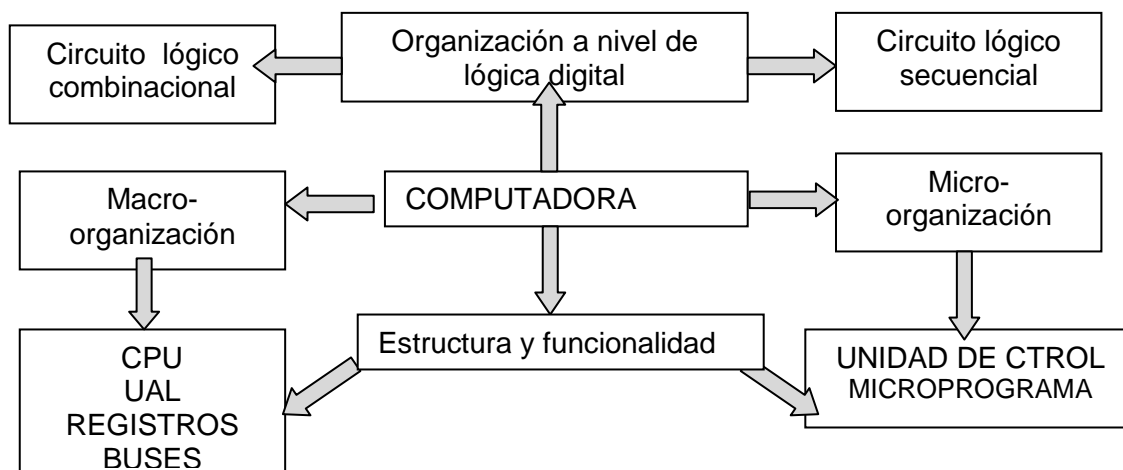 Circuito lógico
combinacional
Organización a nivel de
lógica digital
Circuito lógico
secuencial
Macro-
organización
COMPUTADORA
Micro-
organización
CPU
UAL
REGISTROS
BUSES
Estructura y funcionalidad
UNIDAD DE CTROL
MICROPROGRAMA